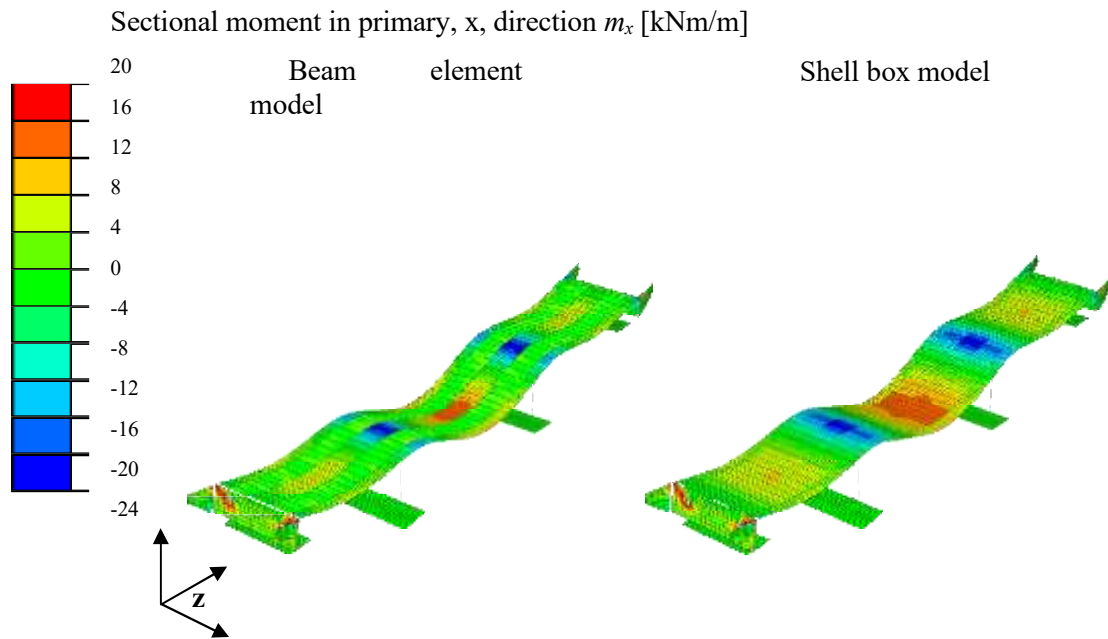 Sectional moment in primary, x, direction mₓ [kNm/m]
Beam element
model
Shell box model
20
16
12
8
4
0
-4
-8
-12
-16
-20
-24
z